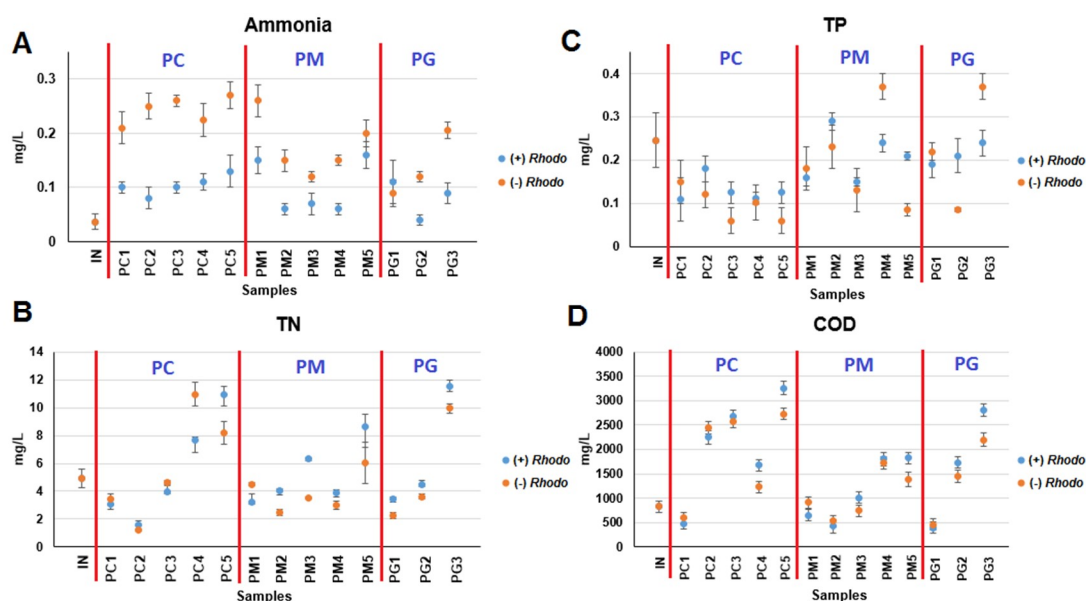 A
Ammonia
PC
PM
PG
0.3
0.2
0.1
0
mg/L
IN
PC1
PC2
PC3
PC4
PC5
PM1
PM2
PM3
PM4
PM5
PG1
PG2
PG3
Samples
(+) Rhodo
(-) Rhodo
C
TP
PC
PM
PG
0.4
0.3
0.2
0.1
0
mg/L
IN
PC1
PC2
PC3
PC4
PC5
PM1
PM2
PM3
PM4
PM5
PG1
PG2
PG3
Samples
(+) Rhodo
(-) Rhodo
B
TN
PC
PM
PG
14
12
10
8
6
4
2
0
mg/L
IN
PC1
PC2
PC3
PC4
PC5
PM1
PM2
PM3
PM4
PM5
PG1
PG2
PG3
Samples
(+) Rhodo
(-) Rhodo
D
COD
PC
PM
PG
4000
3500
3000
2500
2000
1500
1000
500
0
mg/L
IN
PC1
PC2
PC3
PC4
PC5
PM1
PM2
PM3
PM4
PM5
PG1
PG2
PG3
Samples
(+) Rhodo
(-) Rhodo